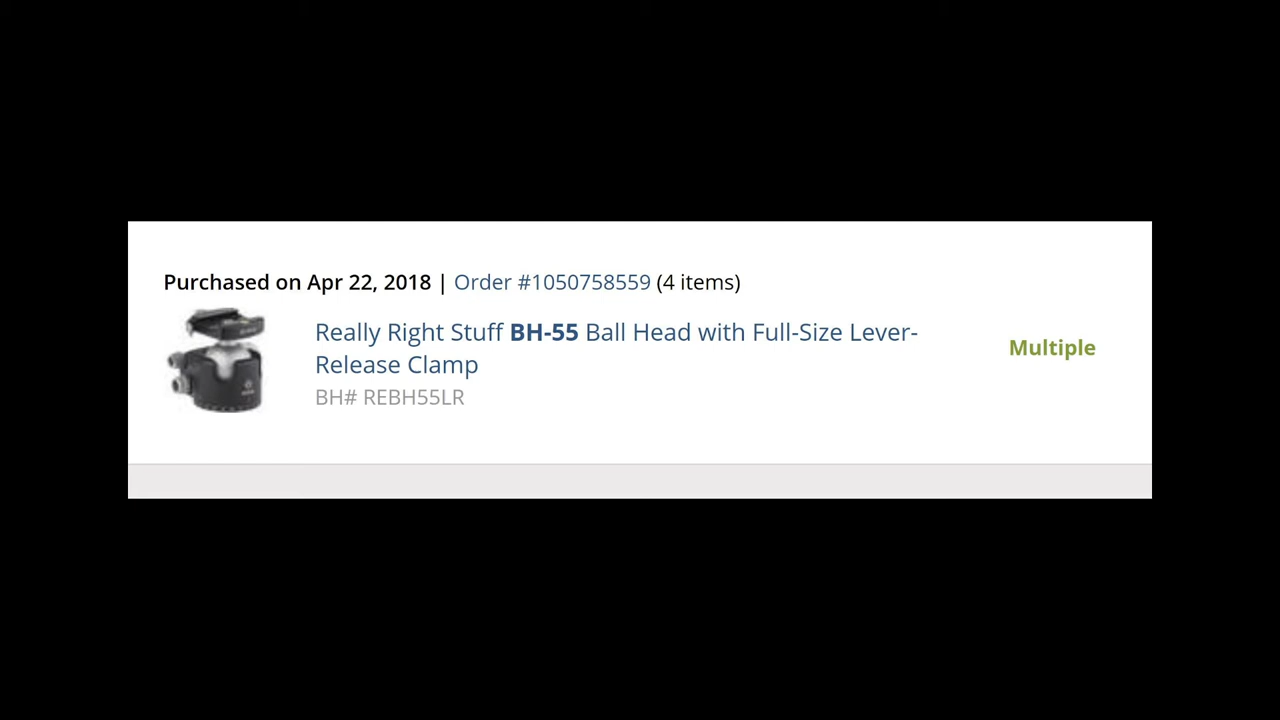 Purchased on Apr 22, 2018 | Order #1050758559 (4 items)
Really Right Stuff BH-55 Ball Head with Full-Size Lever-
Release Clamp
Multiple
BH# REBH55LR